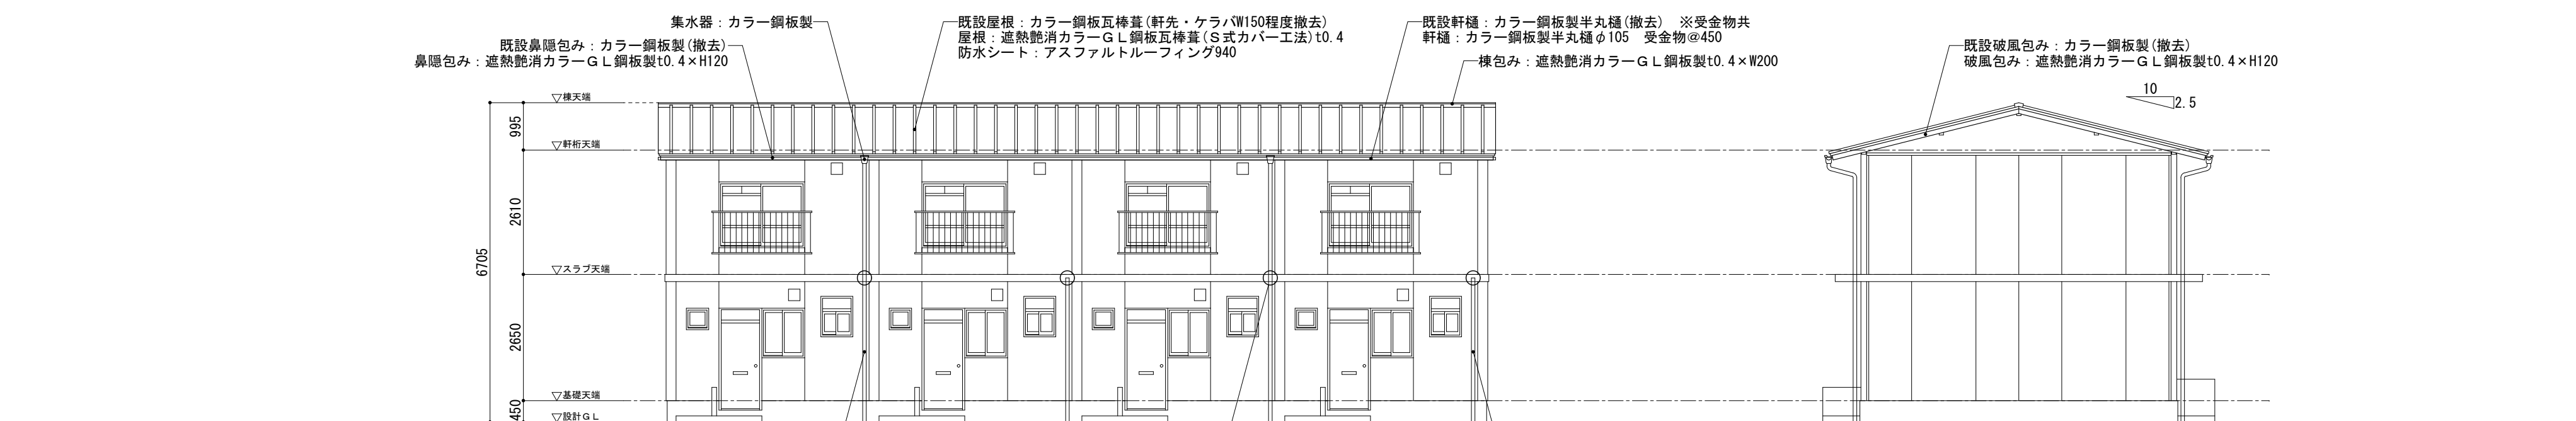 集水器：カラー鋼板製
既設鼻隠包み：カラー鋼板製(撤去)
鼻隠包み：遮熱艶消カラーＧＬ鋼板製t0.4×H120
既設屋根：カラー鋼板瓦棒葺(軒先・ケラバW150程度撤去)
屋根：遮熱艶消カラーＧＬ鋼板瓦棒葺(Ｓ式カバー工法)t0.4
防水シート：アスファルトルーフィング940
既設軒樋：カラー鋼板製半丸樋(撤去)　※受金物共
軒樋：カラー鋼板製半丸樋φ105　受金物@450
棟包み：遮熱艶消カラーＧＬ鋼板製t0.4×W200
既設破風包み：カラー鋼板製(撤去)
破風包み：遮熱艶消カラーＧＬ鋼板製t0.4×H120
10
2.5
▽棟天端
995
▽軒桁天端
2610
6705
▽スラブ天端
2650
▽基礎天端
450
▽設計ＧＬ